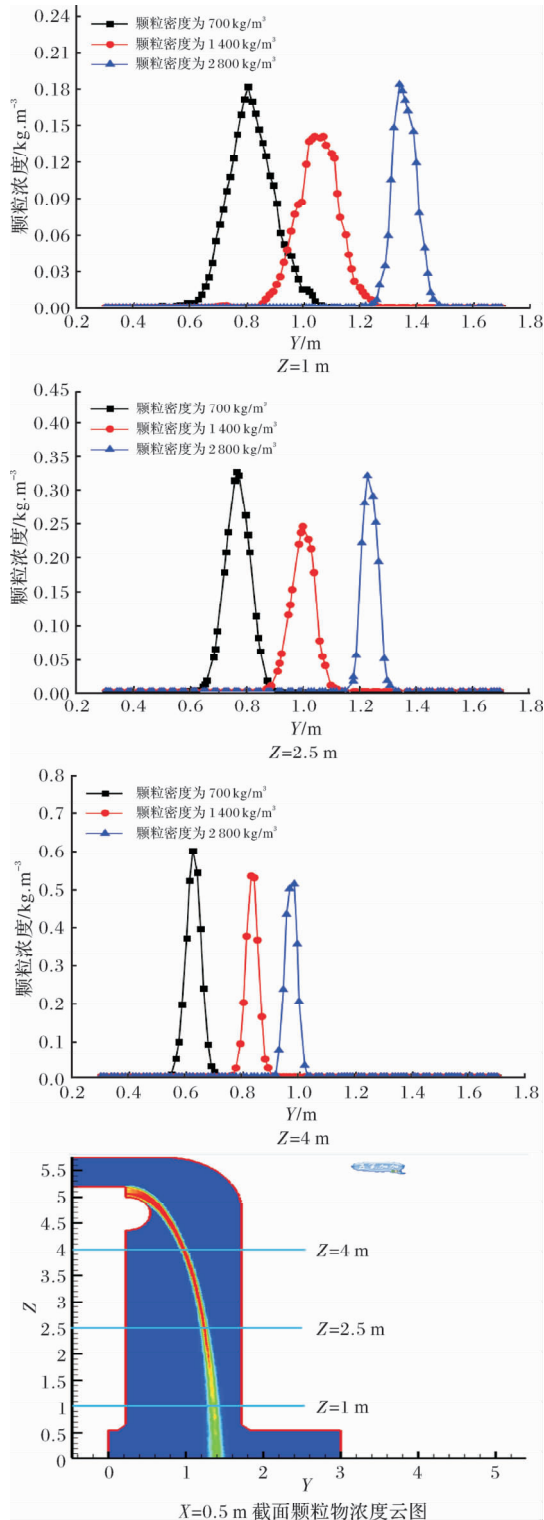 0.24
0.21
0.18
0.15
0.12
0.09
0.06
0.03
0.00
颗粒浓度/kg.m⁻³
颗粒密度为 700 kg/m³
颗粒密度为 1 400 kg/m³
颗粒密度为 2 800 kg/m³
0.2 0.4 0.6 0.8 1.0 1.2 1.4 1.6 1.8
Y/m
Z=1 m
0.45
0.40
0.35
0.30
0.25
0.20
0.15
0.10
0.05
0.00
颗粒浓度/kg.m⁻³
颗粒密度为 700 kg/m³
颗粒密度为 1 400 kg/m³
颗粒密度为 2 800 kg/m³
0.2 0.4 0.6 0.8 1.0 1.2 1.4 1.6 1.8
Y/m
Z=2.5 m
0.8
0.7
0.6
0.5
0.4
0.3
0.2
0.1
0.0
颗粒浓度/kg.m⁻³
颗粒密度为 700 kg/m³
颗粒密度为 1 400 kg/m³
颗粒密度为 2 800 kg/m³
0.2 0.4 0.6 0.8 1.0 1.2 1.4 1.6 1.8
Y/m
Z=4 m
5.5
5
4.5
4
3.5
3
2.5
2
1.5
1
0.5
0
Z
Z=4 m
Z=2.5 m
Z=1 m
0 1 2 3 4 5
Y
X=0.5 m 截面颗粒物浓度云图